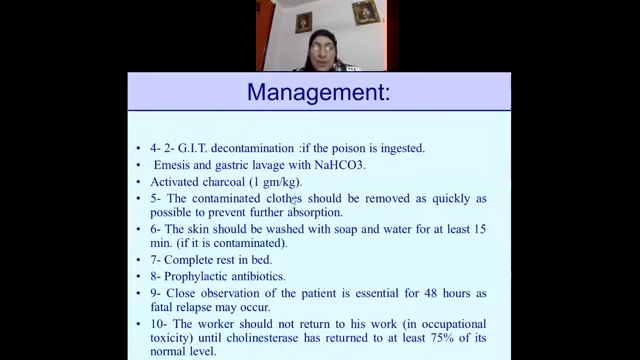 Management:
• 4- 2- G.I.T. decontamination :if the poison is ingested.
• Emesis and gastric lavage with NaHCO3.
• Activated charcoal (1 gm/kg).
• 5- The contaminated clothes should be removed as quickly as
possible to prevent further absorption.
• 6- The skin should be washed with soap and water for at least 15
min. (if it is contaminated).
• 7- Complete rest in bed.
• 8- Prophylactic antibiotics.
• 9- Close observation of the patient is essential for 48 hours as
fatal relapse may occur.
• 10- The worker should not return to his work (in occupational
toxicity) until cholinesterase has returned to at least 75% of its
normal level.